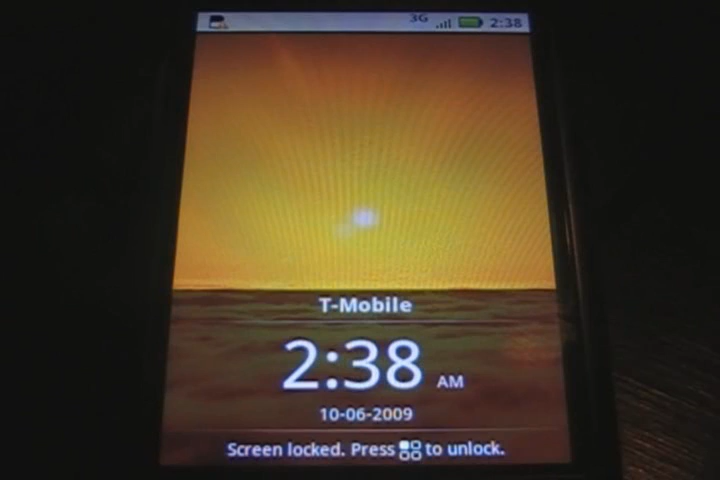 3G 2:38
T-Mobile
2:38 AM
10-06-2009
Screen locked. Press to unlock.